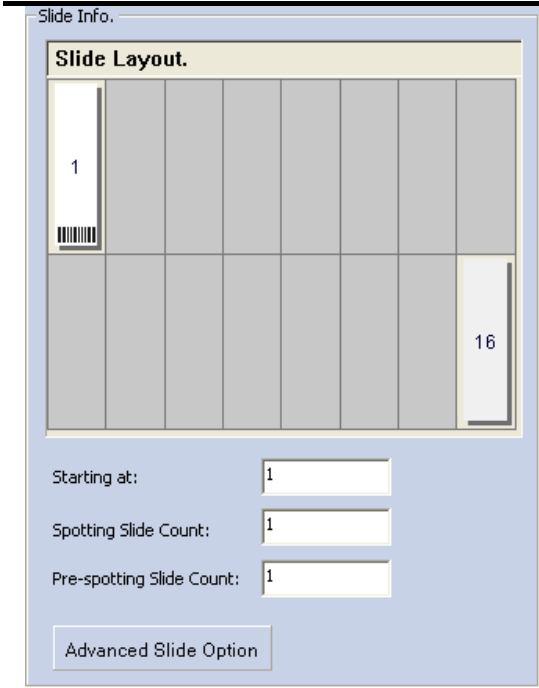 Slide Info.
Slide Layout.
1
16
Starting at: 1
Spotting Slide Count: 1
Pre-spotting Slide Count: 1
Advanced Slide Option